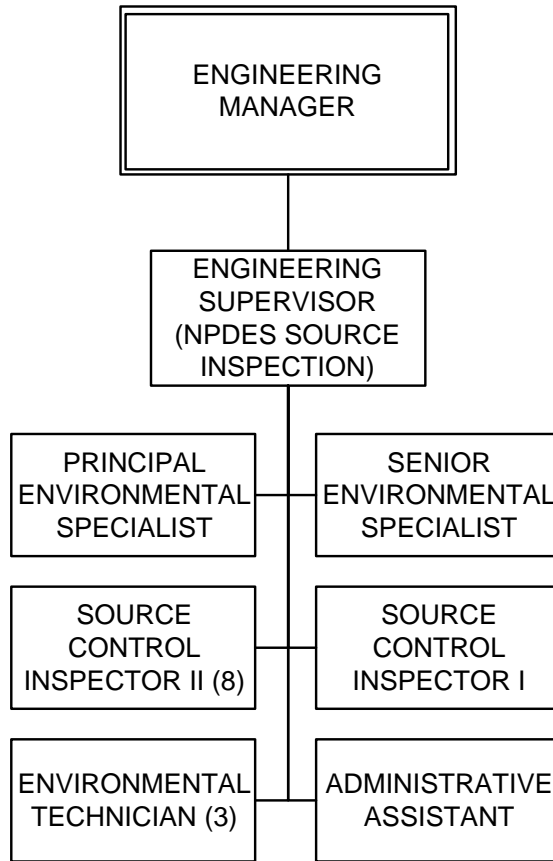 ENGINEERING
MANAGER
ENGINEERING
SUPERVISOR
(NPDES SOURCE
INSPECTION)
PRINCIPAL
ENVIRONMENTAL
SPECIALIST
SENIOR
ENVIRONMENTAL
SPECIALIST
SOURCE
CONTROL
INSPECTOR II (8)
SOURCE
CONTROL
INSPECTOR I
ENVIRONMENTAL
TECHNICIAN (3)
ADMINISTRATIVE
ASSISTANT